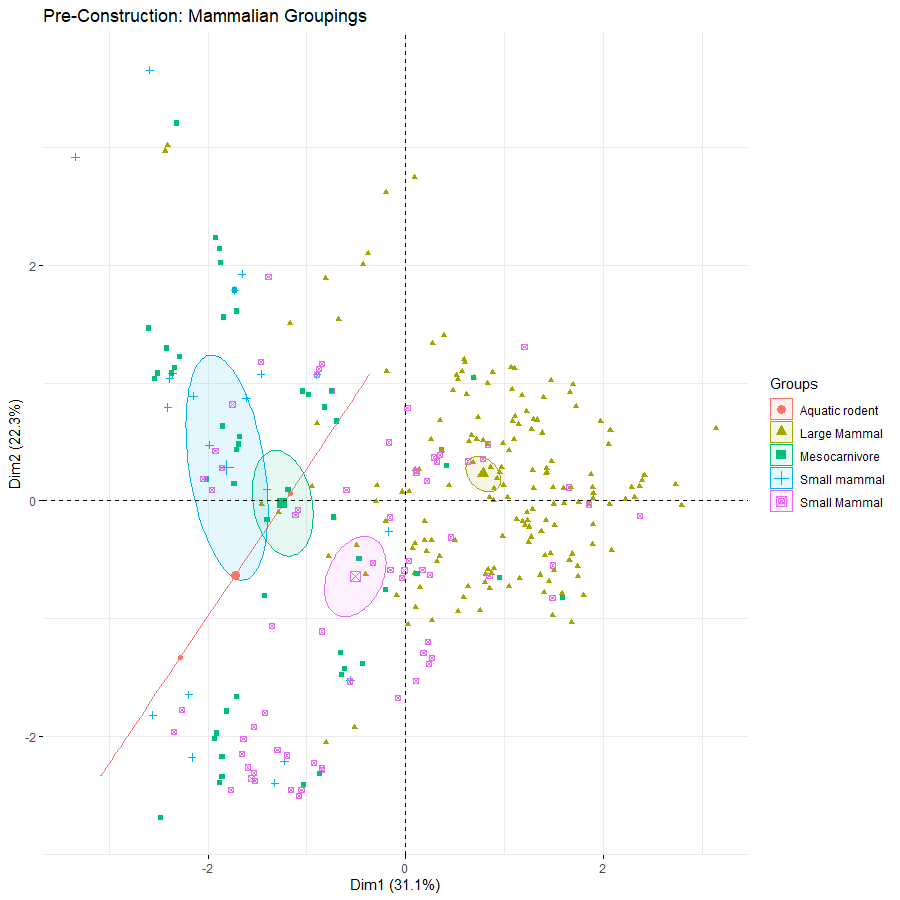 Pre-Construction: Mammalian Groupings
2
0
-2
Dim2 (22.3%)
-2
0
2
Dim1 (31.1%)
Groups
Aquatic rodent
Large Mammal
Mesocarnivore
Small mammal
Small Mammal